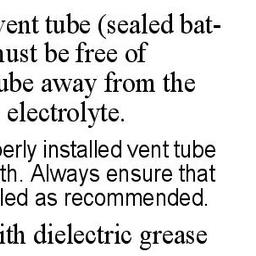 vent tube (sealed bat-
must be free of
ube away from the
electrolyte.
erly installed vent tube
th. Always ensure that
led as recommended.
ith dielectric grease